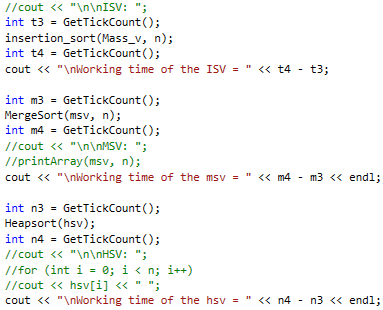 //cout << "\n\nISV: ";
int t3 = GetTickCount();
insertion_sort(Mass_v, n);
int t4 = GetTickCount();
cout << "\nWorking time of the ISV = " << t4 - t3;
int m3 = GetTickCount();
MergeSort(msv, n);
int m4 = GetTickCount();
//cout << "\n\nMSV: ";
//printArray(msv, n);
cout << "\nWorking time of the msv = " << m4 - m3 << endl;
int n3 = GetTickCount();
Heapsort(hsv);
int n4 = GetTickCount();
//cout << "\n\nHSV: ";
//for (int i = 0; i < n; i++)
//cout << hsv[i] << " ";
cout << "\nWorking time of the hsv = " << n4 - n3 << endl;